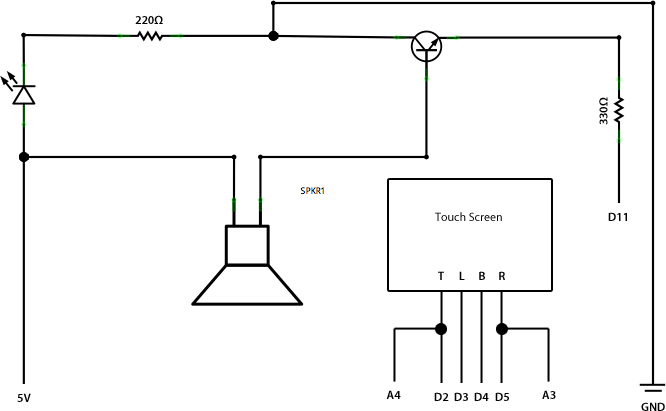 220Ω
330Ω
SPKR1
Touch Screen
D11
T L B R
A4 D2 D3 D4 D5 A3
5V
GND